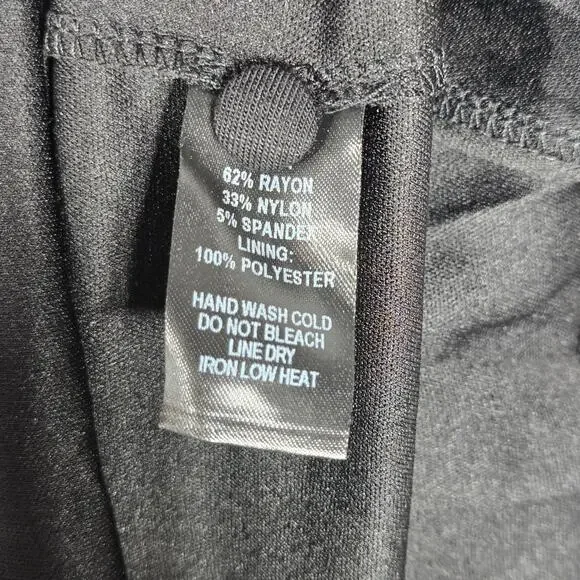 62% RAYON
33% NYLON
5% SPANDEX
LINING:
100% POLYESTER
HAND WASH COLD
DO NOT BLEACH
LINE DRY
IRON LOW HEAT